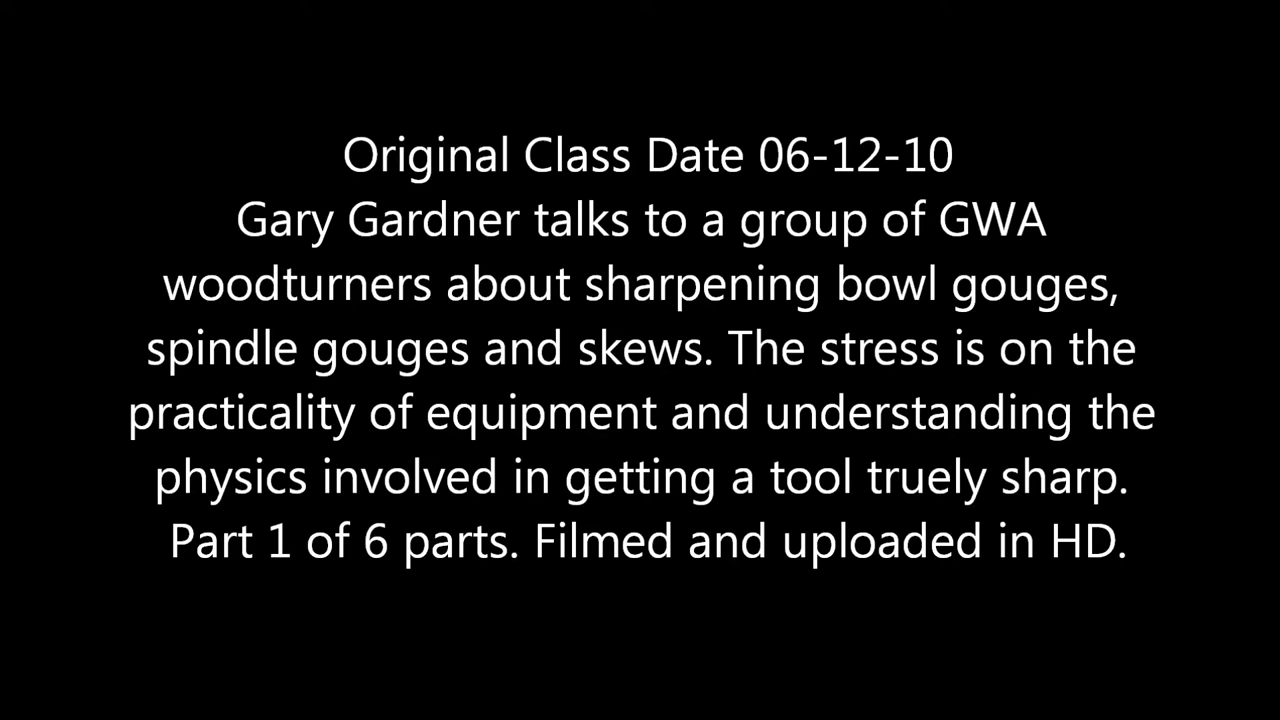 Original Class Date 06-12-10
Gary Gardner talks to a group of GWA
woodturners about sharpening bowl gouges,
spindle gouges and skews. The stress is on the
practicality of equipment and understanding the
physics involved in getting a tool truely sharp.
Part 1 of 6 parts. Filmed and uploaded in HD.